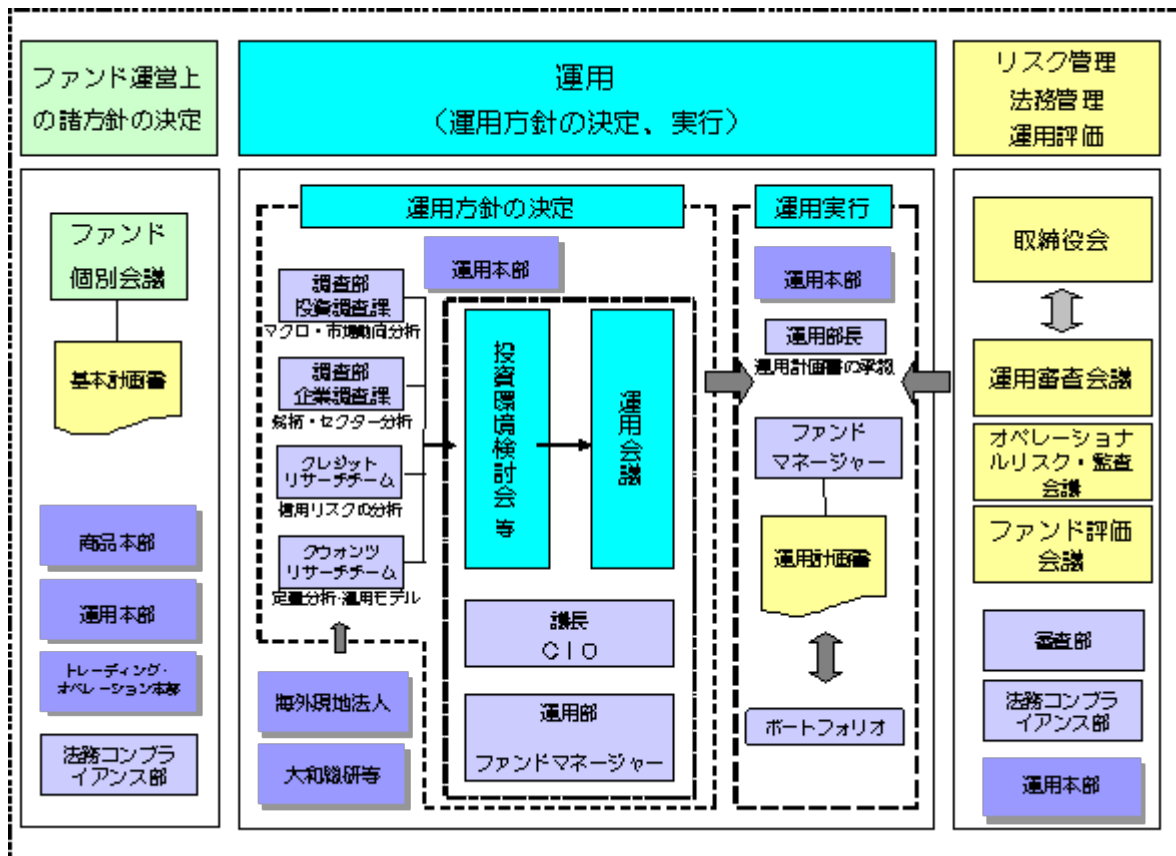 ファンド運営上
の諸方針の決定
運用
（運用方針の決定、実行）
リスク管理
法務管理
運用評価
ファンド
個別会議
基本計画書
商品本部
運用本部
トレーディング・
オペレーション本部
法務コンプラ
イアンス部
運用方針の決定
運用本部
調査部
投資調査課
マクロ・市場動向分析
調査部
企業調査課
銘柄・セクター分析
クレジット
リサーチチーム
信用リスクの分析
クウォンツ
リサーチチーム
定量分析・運用モデル
海外現地法人
大和総研等
投資環境検討会 等
運用会議
議長
ＣＩＯ
運用部
ファンドマネージャー
運用実行
運用本部
運用部長
運用計画書の承認
ファンド
マネージャー
運用計画書
ポートフォリオ
取締役会
運用審査会議
オペレーショナ
ルリスク・監査
会議
ファンド評価
会議
審査部
法務コンプラ
イアンス部
運用本部